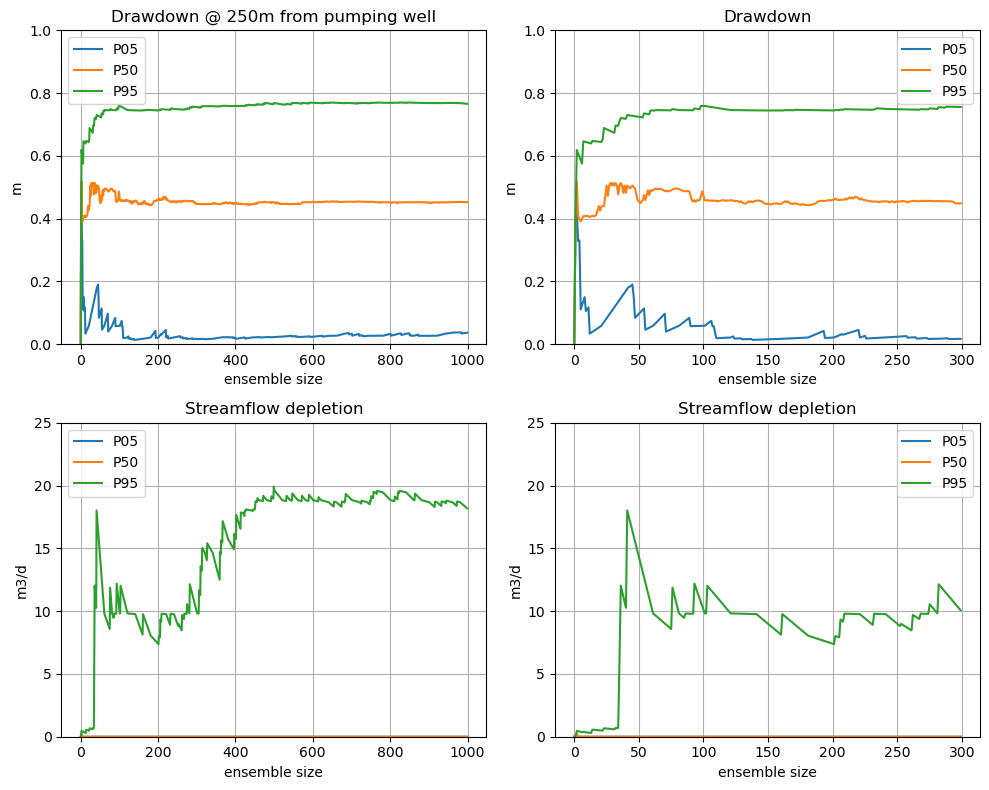 Drawdown @ 250m from pumping well
1.0
0.8
0.6
0.4
0.2
0.0
m
P05
P50
P95
0
200
400
600
800
1000
ensemble size
Drawdown
1.0
0.8
0.6
0.4
0.2
0.0
m
P05
P50
P95
0
50
100
150
200
250
300
ensemble size
Streamflow depletion
25
20
15
10
5
0
m3/d
P05
P50
P95
0
200
400
600
800
1000
ensemble size
Streamflow depletion
25
20
15
10
5
0
m3/d
P05
P50
P95
0
50
100
150
200
250
300
ensemble size